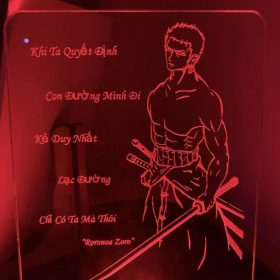 Khi Ta Quyết Định
Con Đường Mình Đi
Kẻ Duy Nhất
Lạc Đường
Chỉ Có Ta Mà Thôi
"Roronoa Zoro"